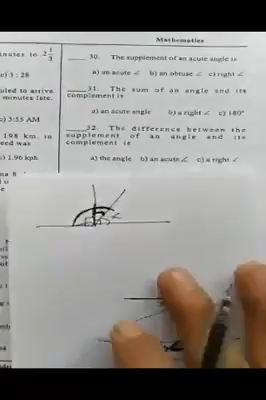 Mathematics
inutes to 2 1/3
e) 3 : 28
uled to arrive
minutes late.
c) 3:55 AM
198 km. in
eed was
c) 1.96 kph
____ 30. The supplement of an acute angle is
a) an acute ∠ b) an obtuse ∠ c) right ∠
____31. The sum of an angle and its
complement is
a) an acute angle b) a right ∠ c) 180°
____32. The difference between the
supplement of an angle and its
complement is
a) the angle b) an acute ∠ c) a right ∠